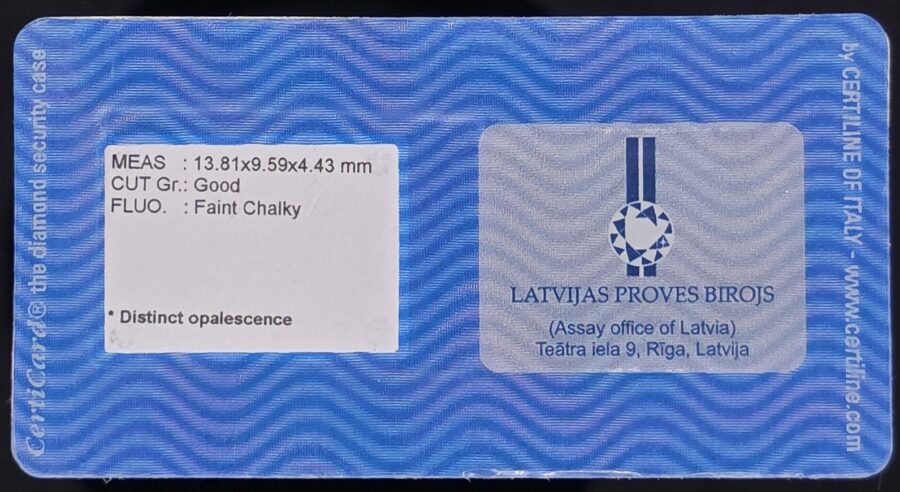 CertiCard® the diamond security case
MEAS : 13.81x9.59x4.43 mm
CUT Gr.: Good
FLUO. : Faint Chalky
* Distinct opalescence
LATVIJAS PROVES BIROJS
(Assay office of Latvia)
Teātra iela 9, Rīga, Latvija
by CERTILINE OF ITALY - www.certiline.com